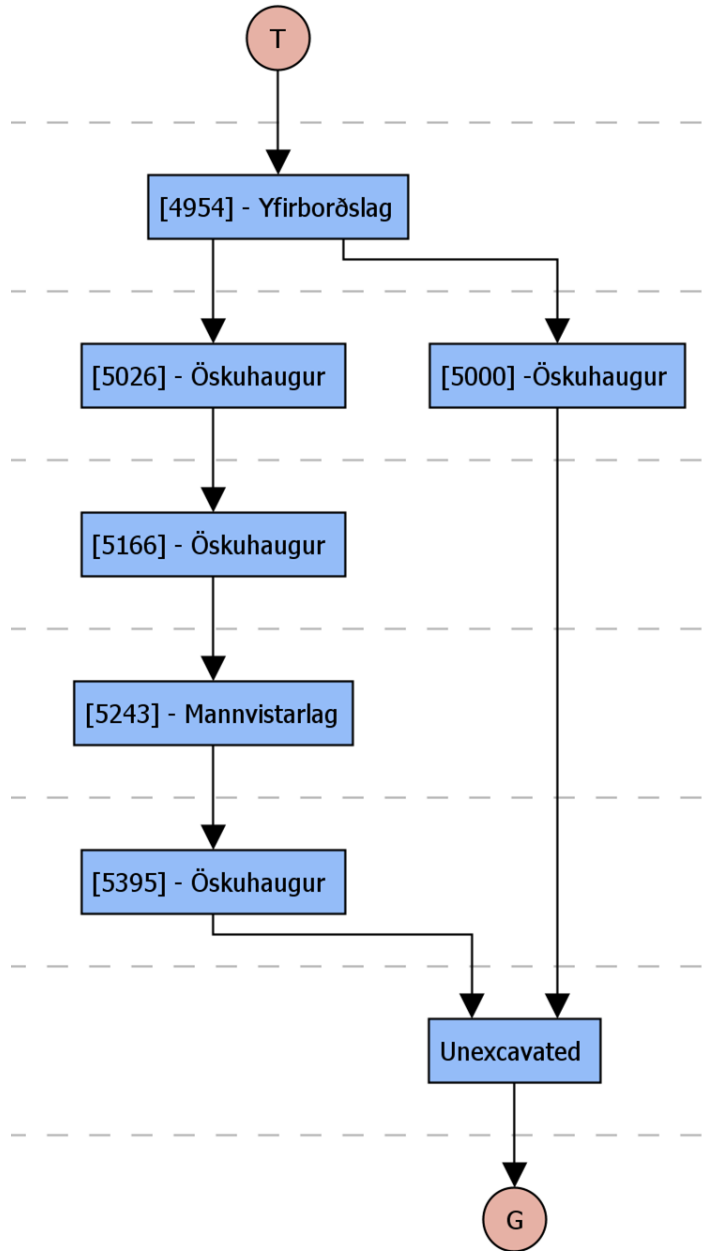 T
[4954] - Yfirborðslag
[5026] - Öskuhaugur
[5000] -Öskuhaugur
[5166] - Öskuhaugur
[5243] - Mannvistarlag
[5395] - Öskuhaugur
Unexcavated
G